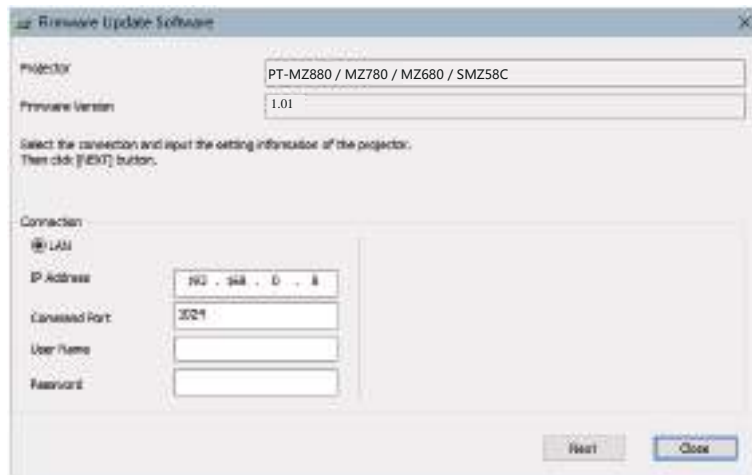 Firmware Update Software
Projector
PT-MZ880 / MZ780 / MZ680 / SMZ58C
Firmware Version
1.01
Select the connection and input the setting information of the projector.
Then click [NEXT] button.
Connection
LAN
IP Address
192 . 168 . 0 . 8
Command Port
1024
User Name
Password
Next
Close